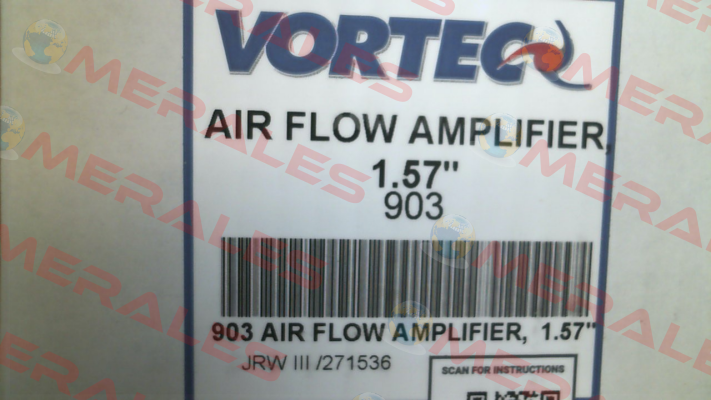 VORTEC
AIR FLOW AMPLIFIER,
1.57"
903
903 AIR FLOW AMPLIFIER, 1.57"
JRW III /271536
SCAN FOR INSTRUCTIONS
MERALES
MERALES
MERALES
MERALES